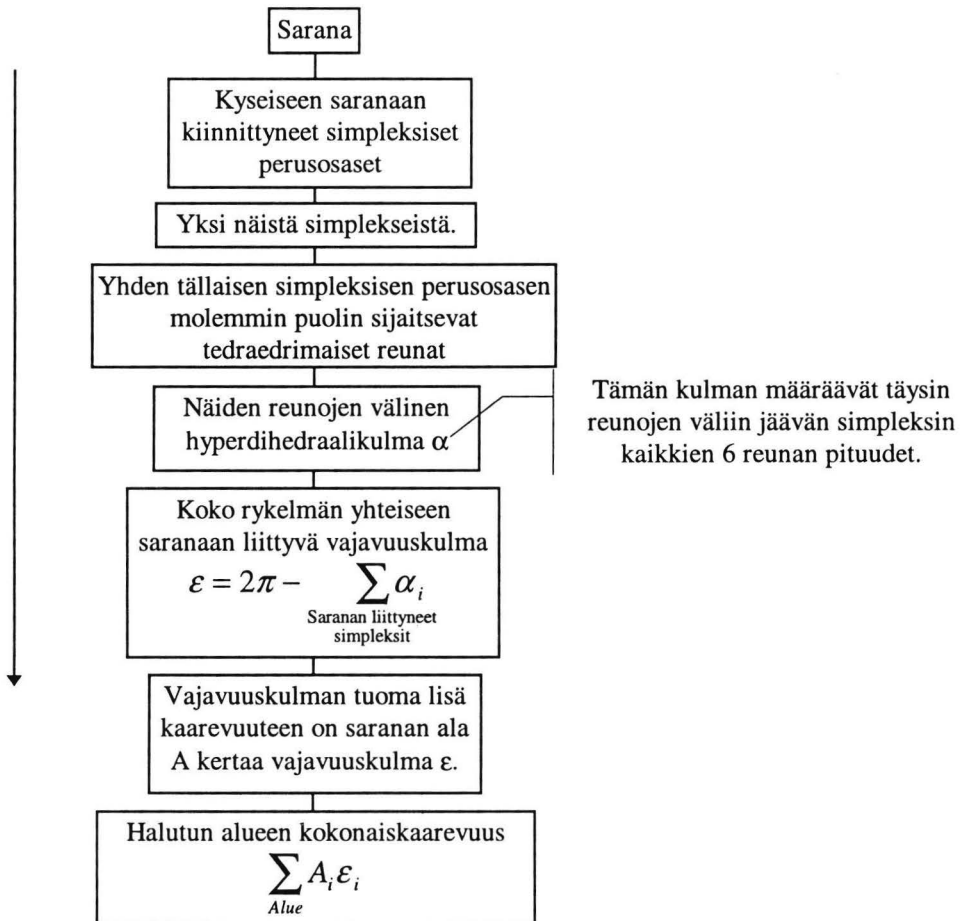 Sarana
Kyseiseen saranaan
kiinnittyneet simpleksiset
perusosaset
Yksi näistä simplekseistä.
Yhden tällaisen simpleksisen perusosasen
molemmin puolin sijaitsevat
tedraedrimaiset reunat
Näiden reunojen välinen
hyperdihedraalikulma α
Tämän kulman määräävät täysin
reunojen väliin jäävän simpleksin
kaikkien 6 reunan pituudet.
Koko rykelmän yhteiseen
saranaan liittyvä vajavuuskulma
ε = 2π − ∑ αᵢ
Saranan liittyneet
simpleksit
Vajavuuskulman tuoma lisä
kaarevuuteen on saranan ala
A kertaa vajavuuskulma ε.
Halutun alueen kokonaiskaarevuus
∑ Aᵢεᵢ
Alue